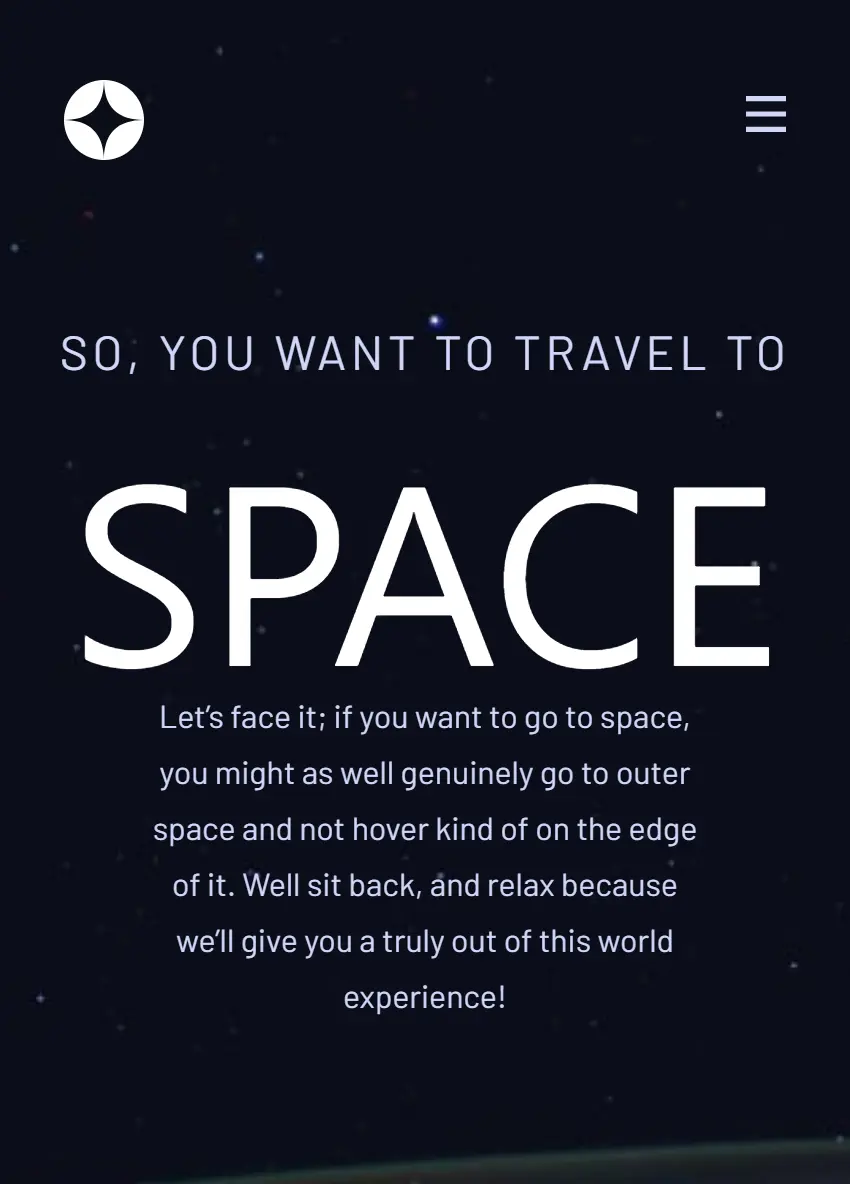 SO, YOU WANT TO TRAVEL TO
SPACE
Let’s face it; if you want to go to space,
you might as well genuinely go to outer
space and not hover kind of on the edge
of it. Well sit back, and relax because
we’ll give you a truly out of this world
experience!